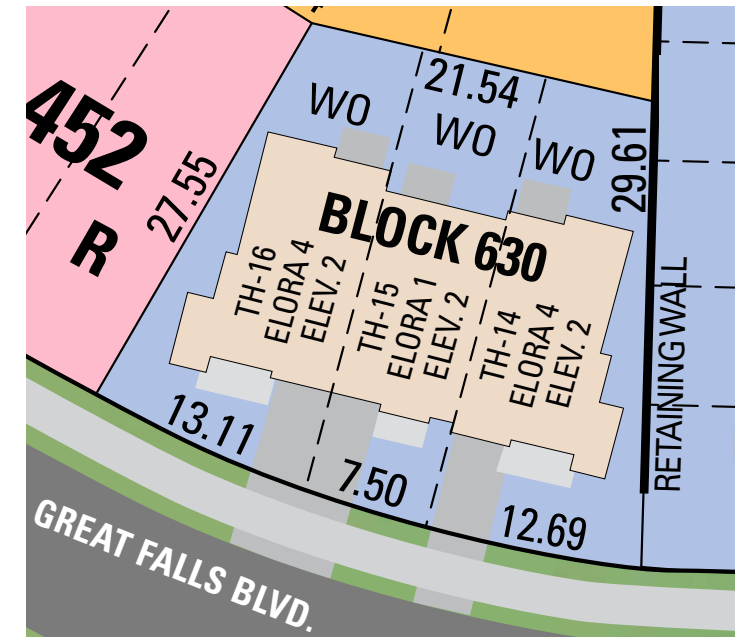 21.54
WO
WO
WO
452
R
27.55
29.61
BLOCK 630
TH-16
ELORA 4
ELEV. 2
TH-15
ELORA 1
ELEV. 2
TH-14
ELORA 4
ELEV. 2
RETAINING WALL
13.11
7.50
12.69
GREAT FALLS BLVD.